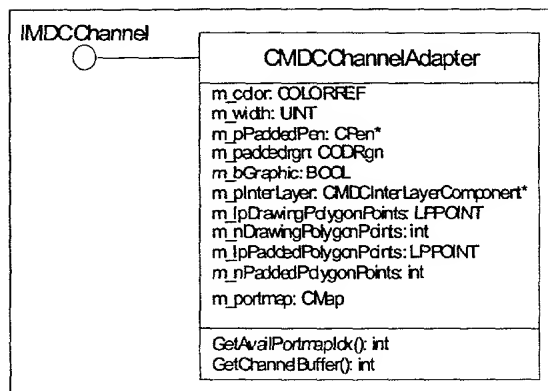 IMDCChannel
CMDCChannelAdapter
m_color: COLORREF
m_width: UINT
m_pPaddedPen: CPen*
m_paddedrgn: CODRgn
m_bGraphic: BOOL
m_pInterLayer: CMDCInterLayerComponent*
m_lpDrawingPolygonPoints: LPPOINT
m_nDrawingPolygonPoints: int
m_lpPaddedPolygonPoints: LPPOINT
m_nPaddedPolygonPoints: int
m_portmap: CMap
GetAvailPortmapIdx(): int
GetChannelBuffer(): int